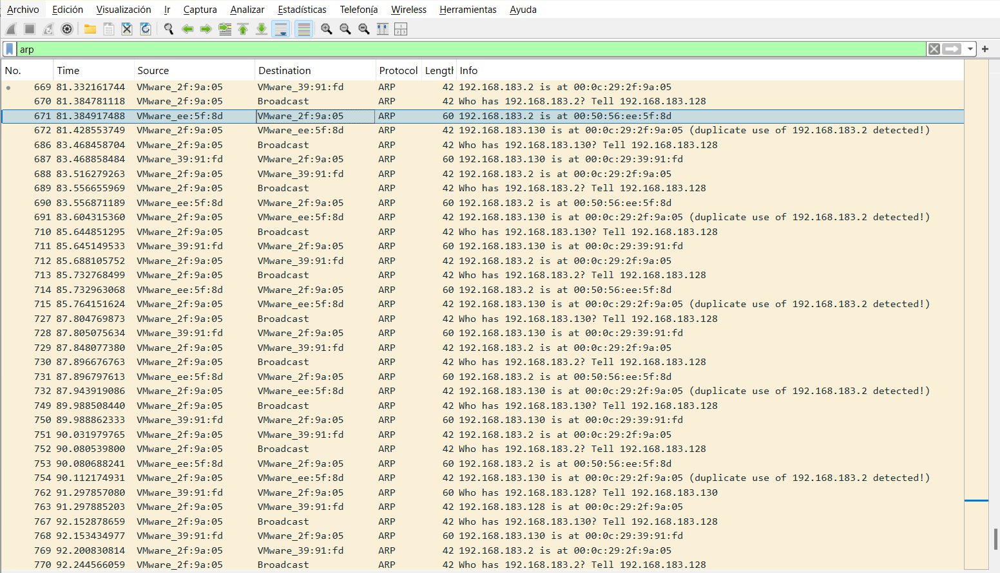 Archivo Edición Visualización Ir Captura Analizar Estadísticas Telefonía Wireless Herramientas Ayuda
arp
No. Time Source Destination Protocol Length Info
669 81.332161744 VMware_2f:9a:05 VMware_39:91:fd ARP 42 192.168.183.2 is at 00:0c:29:2f:9a:05
670 81.384781118 VMware_2f:9a:05 Broadcast ARP 42 Who has 192.168.183.2? Tell 192.168.183.128
671 81.384917488 VMware_ee:5f:8d VMware_2f:9a:05 ARP 60 192.168.183.2 is at 00:50:56:ee:5f:8d
672 81.428553749 VMware_2f:9a:05 VMware_ee:5f:8d ARP 42 192.168.183.130 is at 00:0c:29:2f:9a:05 (duplicate use of 192.168.183.2 detected!)
686 83.468458704 VMware_2f:9a:05 Broadcast ARP 42 Who has 192.168.183.130? Tell 192.168.183.128
687 83.468858484 VMware_39:91:fd VMware_2f:9a:05 ARP 60 192.168.183.130 is at 00:0c:29:39:91:fd
688 83.516279263 VMware_2f:9a:05 VMware_39:91:fd ARP 42 192.168.183.2 is at 00:0c:29:2f:9a:05
689 83.556655969 VMware_2f:9a:05 Broadcast ARP 42 Who has 192.168.183.2? Tell 192.168.183.128
690 83.556871189 VMware_ee:5f:8d VMware_2f:9a:05 ARP 60 192.168.183.2 is at 00:50:56:ee:5f:8d
691 83.604315360 VMware_2f:9a:05 VMware_ee:5f:8d ARP 42 192.168.183.130 is at 00:0c:29:2f:9a:05 (duplicate use of 192.168.183.2 detected!)
710 85.644851295 VMware_2f:9a:05 Broadcast ARP 42 Who has 192.168.183.130? Tell 192.168.183.128
711 85.645149533 VMware_39:91:fd VMware_2f:9a:05 ARP 60 192.168.183.130 is at 00:0c:29:39:91:fd
712 85.688105752 VMware_2f:9a:05 VMware_39:91:fd ARP 42 192.168.183.2 is at 00:0c:29:2f:9a:05
713 85.732768499 VMware_2f:9a:05 Broadcast ARP 42 Who has 192.168.183.2? Tell 192.168.183.128
714 85.732963068 VMware_ee:5f:8d VMware_2f:9a:05 ARP 60 192.168.183.2 is at 00:50:56:ee:5f:8d
715 85.764151624 VMware_2f:9a:05 VMware_ee:5f:8d ARP 42 192.168.183.130 is at 00:0c:29:2f:9a:05 (duplicate use of 192.168.183.2 detected!)
727 87.804769873 VMware_2f:9a:05 Broadcast ARP 42 Who has 192.168.183.130? Tell 192.168.183.128
728 87.805075634 VMware_39:91:fd VMware_2f:9a:05 ARP 60 192.168.183.130 is at 00:0c:29:39:91:fd
729 87.848077380 VMware_2f:9a:05 VMware_39:91:fd ARP 42 192.168.183.2 is at 00:0c:29:2f:9a:05
730 87.896676763 VMware_2f:9a:05 Broadcast ARP 42 Who has 192.168.183.2? Tell 192.168.183.128
731 87.896797613 VMware_ee:5f:8d VMware_2f:9a:05 ARP 60 192.168.183.2 is at 00:50:56:ee:5f:8d
732 87.943919086 VMware_2f:9a:05 VMware_ee:5f:8d ARP 42 192.168.183.130 is at 00:0c:29:2f:9a:05 (duplicate use of 192.168.183.2 detected!)
749 89.988508440 VMware_2f:9a:05 Broadcast ARP 42 Who has 192.168.183.130? Tell 192.168.183.128
750 89.988862333 VMware_39:91:fd VMware_2f:9a:05 ARP 60 192.168.183.130 is at 00:0c:29:39:91:fd
751 90.031979765 VMware_2f:9a:05 VMware_39:91:fd ARP 42 192.168.183.2 is at 00:0c:29:2f:9a:05
752 90.080539800 VMware_2f:9a:05 Broadcast ARP 42 Who has 192.168.183.2? Tell 192.168.183.128
753 90.080688241 VMware_ee:5f:8d VMware_2f:9a:05 ARP 60 192.168.183.2 is at 00:50:56:ee:5f:8d
754 90.112174931 VMware_2f:9a:05 VMware_ee:5f:8d ARP 42 192.168.183.130 is at 00:0c:29:2f:9a:05 (duplicate use of 192.168.183.2 detected!)
762 91.297857080 VMware_39:91:fd VMware_2f:9a:05 ARP 60 Who has 192.168.183.128? Tell 192.168.183.130
763 91.297885203 VMware_2f:9a:05 VMware_39:91:fd ARP 42 192.168.183.128 is at 00:0c:29:2f:9a:05
767 92.152878659 VMware_2f:9a:05 Broadcast ARP 42 Who has 192.168.183.130? Tell 192.168.183.128
768 92.153434977 VMware_39:91:fd VMware_2f:9a:05 ARP 60 192.168.183.130 is at 00:0c:29:39:91:fd
769 92.200830814 VMware_2f:9a:05 VMware_39:91:fd ARP 42 192.168.183.2 is at 00:0c:29:2f:9a:05
770 92.244566059 VMware_2f:9a:05 Broadcast ARP 42 Who has 192.168.183.2? Tell 192.168.183.128